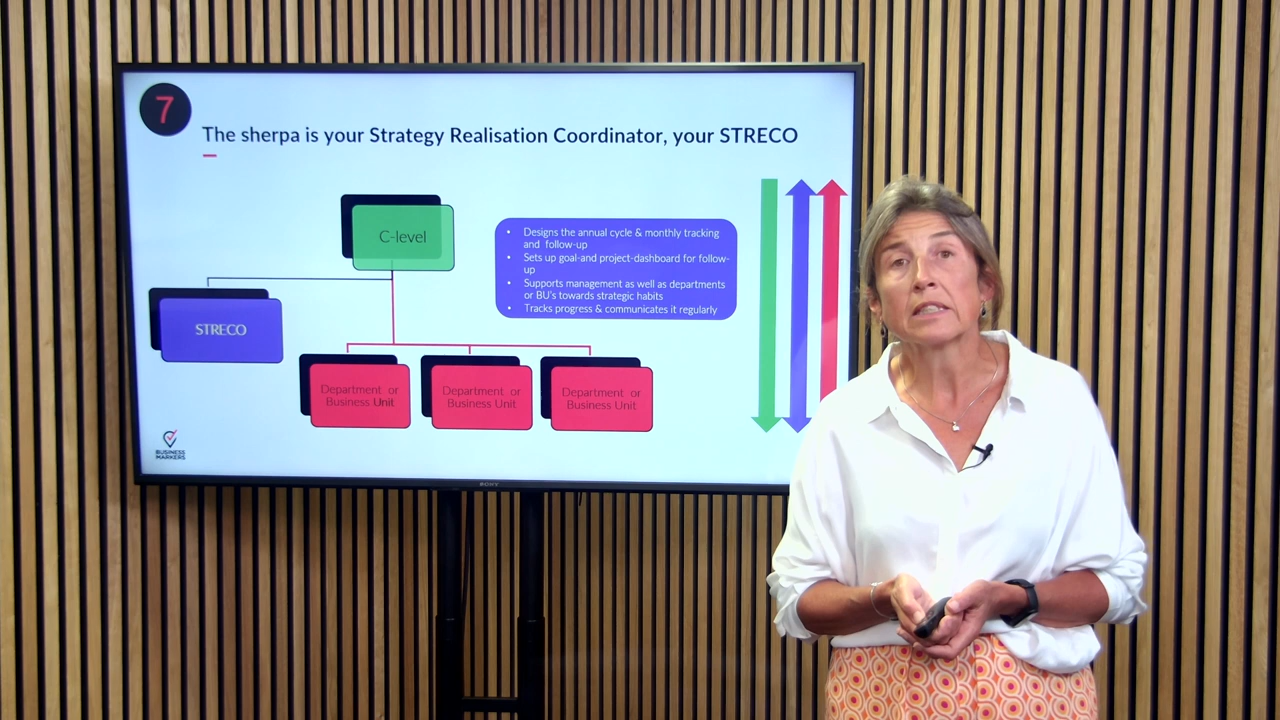 7
The sherpa is your Strategy Realisation Coordinator, your STRECO
C-level
• Designs the annual cycle & monthly tracking
and follow-up
• Sets up goal-and project-dashboard for follow-
up
• Supports management as well as departments
or BU's towards strategic habits
• Tracks progress & communicates it regularly
STRECO
Department or
Business Unit
Department or
Business Unit
Department or
Business Unit
BUSINESS
MARKERS
SONY